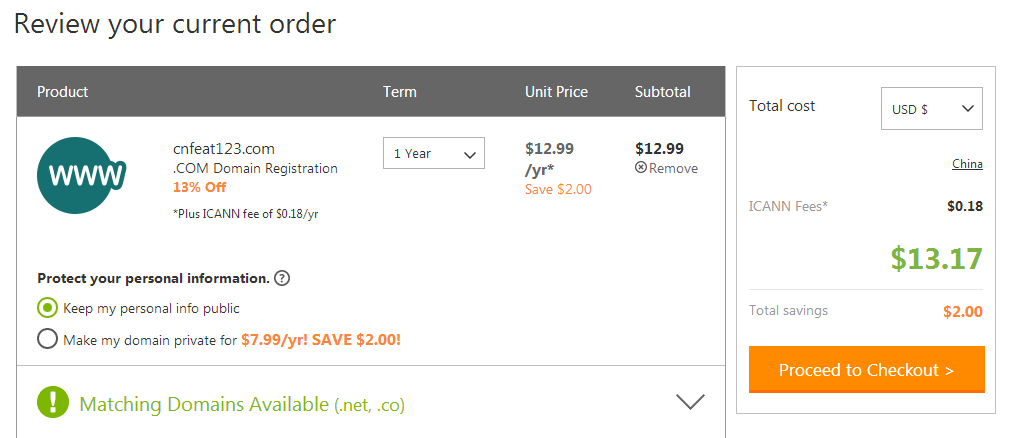 Review your current order
Product Term Unit Price Subtotal
www
cnfeat123.com
.COM Domain Registration
13% Off
*Plus ICANN fee of $0.18/yr
1 Year
$12.99
/yr*
Save $2.00
$12.99
Remove
Protect your personal information. ?
Keep my personal info public
Make my domain private for $7.99/yr! SAVE $2.00!
! Matching Domains Available (.net, .co)
Total cost USD $
China
ICANN Fees* $0.18
$13.17
Total savings $2.00
Proceed to Checkout >